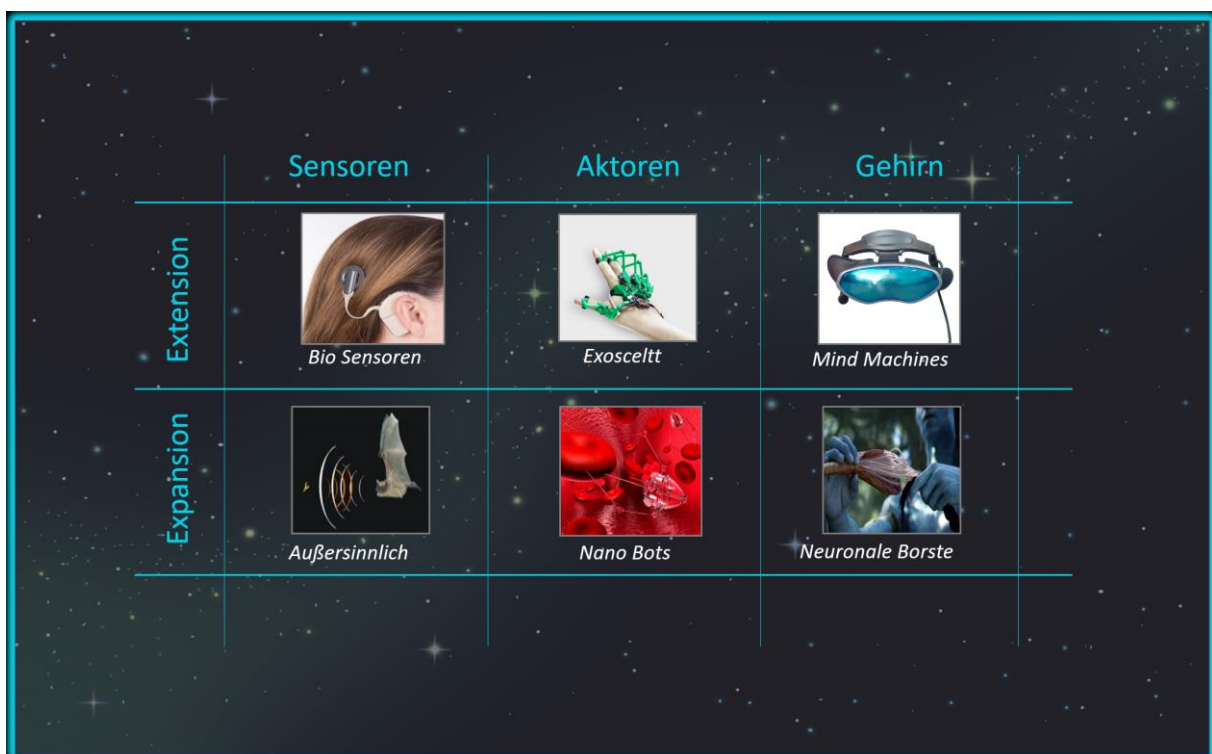 Sensoren
Aktoren
Gehirn
Extension
Bio Sensoren
Exosceltt
Mind Machines
Expansion
Außersinnlich
Nano Bots
Neuronale Borste